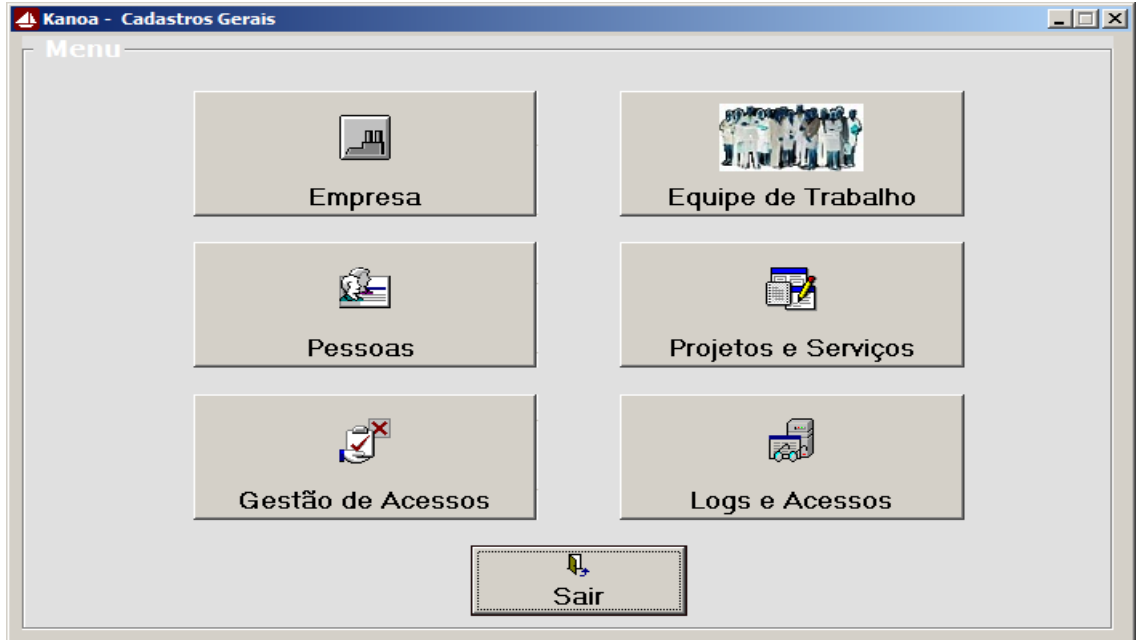 Kanoa -  Cadastros Gerais
Menu
Empresa
Equipe de Trabalho
Pessoas
Projetos e Serviços
Gestão de Acessos
Logs e Acessos
Sair